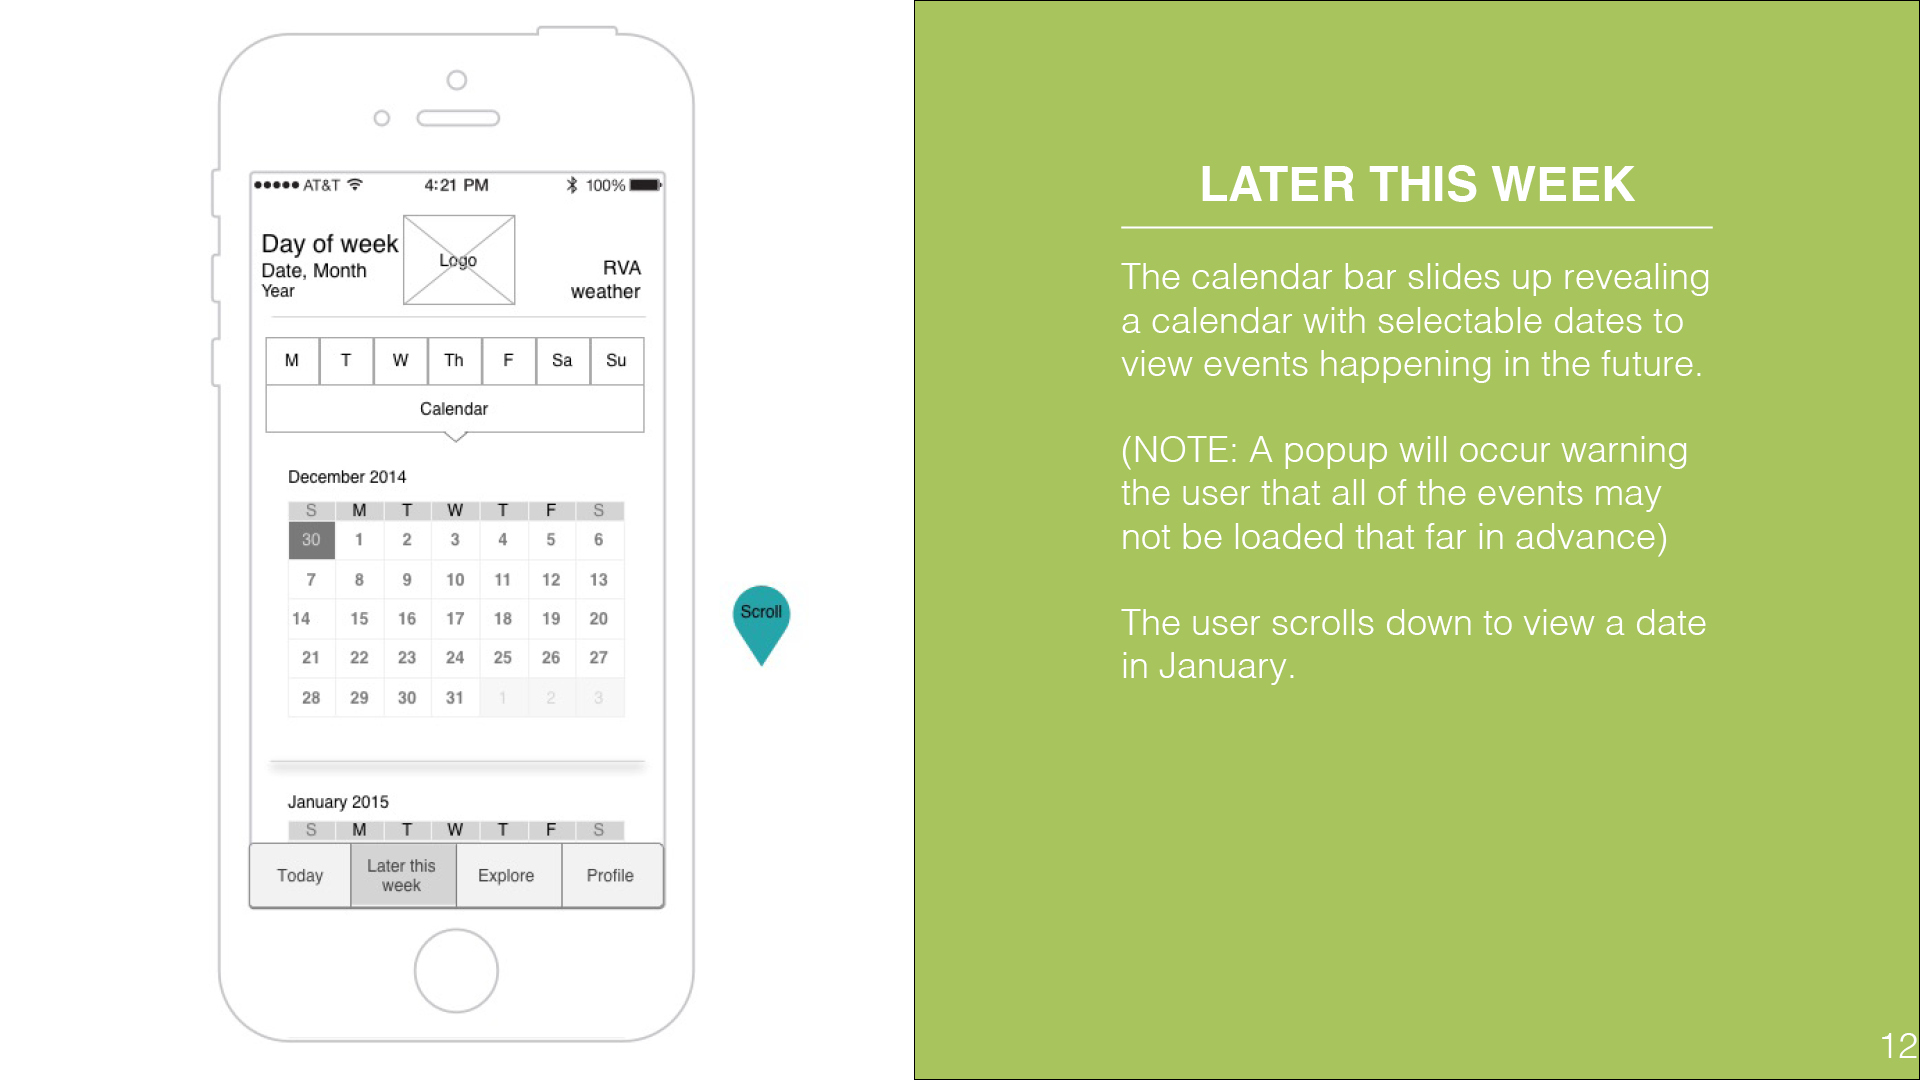 AT&T 4:21 PM 100%
Day of week
Date, Month
Year
Logo
RVA
weather
M T W Th F Sa Su
Calendar
December 2014
S M T W T F S
30 1 2 3 4 5 6
7 8 9 10 11 12 13
14 15 16 17 18 19 20
21 22 23 24 25 26 27
28 29 30 31 1 2 3
January 2015
S M T W T F S
Today
Later this
week
Explore
Profile
Scroll
LATER THIS WEEK
The calendar bar slides up revealing
a calendar with selectable dates to
view events happening in the future.
(NOTE: A popup will occur warning
the user that all of the events may
not be loaded that far in advance)
The user scrolls down to view a date
in January.
12